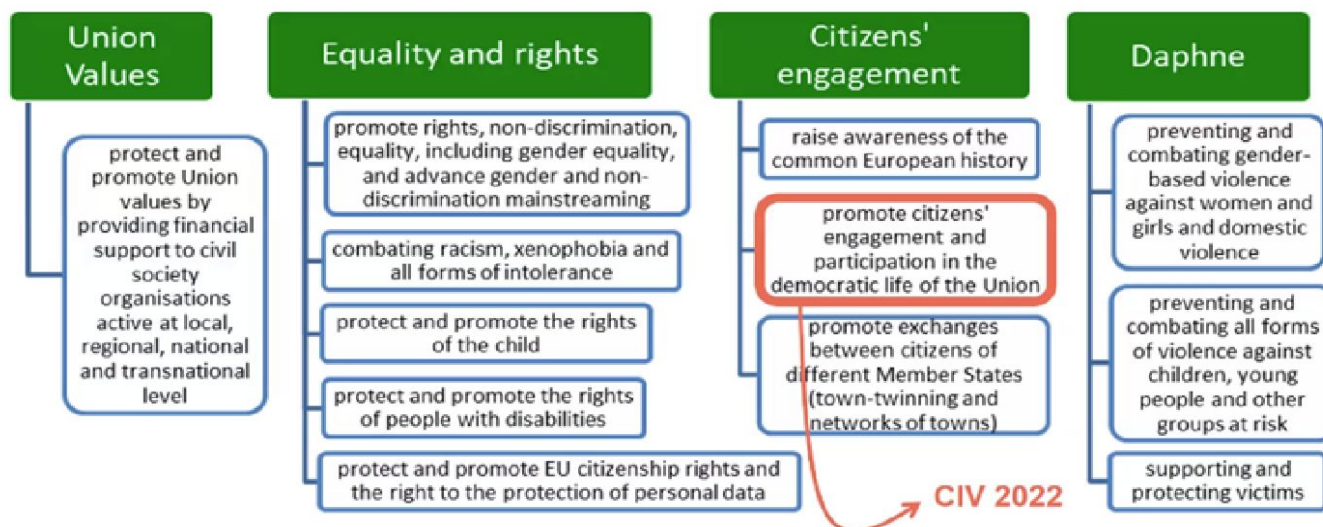 Union
Values
protect and
promote Union
values by
providing financial
support to civil
society
organisations
active at local,
regional, national
and transnational
level
Equality and rights
promote rights, non-discrimination,
equality, including gender equality,
and advance gender and non-
discrimination mainstreaming
combating racism, xenophobia and
all forms of intolerance
protect and promote the rights
of the child
protect and promote the rights
of people with disabilities
protect and promote EU citizenship rights and
the right to the protection of personal data
Citizens'
engagement
raise awareness of the
common European history
promote citizens'
engagement and
participation in the
democratic life of the Union
promote exchanges
between citizens of
different Member States
(town-twinning and
networks of towns)
CIV 2022
Daphne
preventing and
combating gender-
based violence
against women and
girls and domestic
violence
preventing and
combating all forms
of violence against
children, young
people and other
groups at risk
supporting and
protecting victims